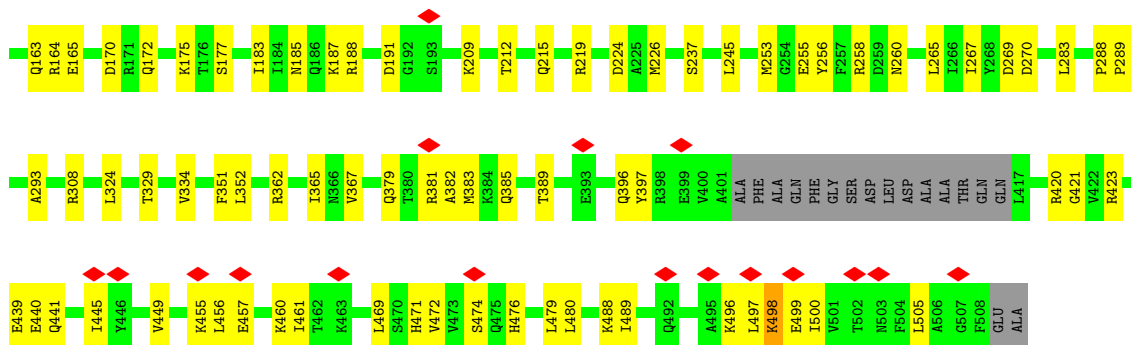 Q163 R164 E165 D170 R171 Q172 K175 T176 S177 I183 I184 N185 Q186 K187 R188 D191 G192 S193 K209 T212 Q215 R219 D224 A225 M226 S237 L245 M253 G254 E255 Y256 F257 R258 D259 N260 L265 I266 I267 Y268 D269 D270 L283 P288 P289
A293 R308 L324 T329 V334 F351 L352 R362 I365 N366 V367 Q379 T380 R381 A382 M383 K384 Q385 T389 E393 Q396 Y397 R398 E399 V400 A401 ALA PHE ALA GLN PHE GLY SER ASP LEU ASP ALA ALA THR GLN GLN L417 R420 G421 V422 R423
E439 E440 Q441 I445 Y446 V449 K455 L456 E457 K460 I461 T462 K463 L469 S470 H471 V472 V473 S474 Q475 H476 L479 L480 K488 I489 Q492 A495 K496 L497 K498 E499 I500 V501 T502 N503 F504 L505 A506 G507 F508 GLU ALA